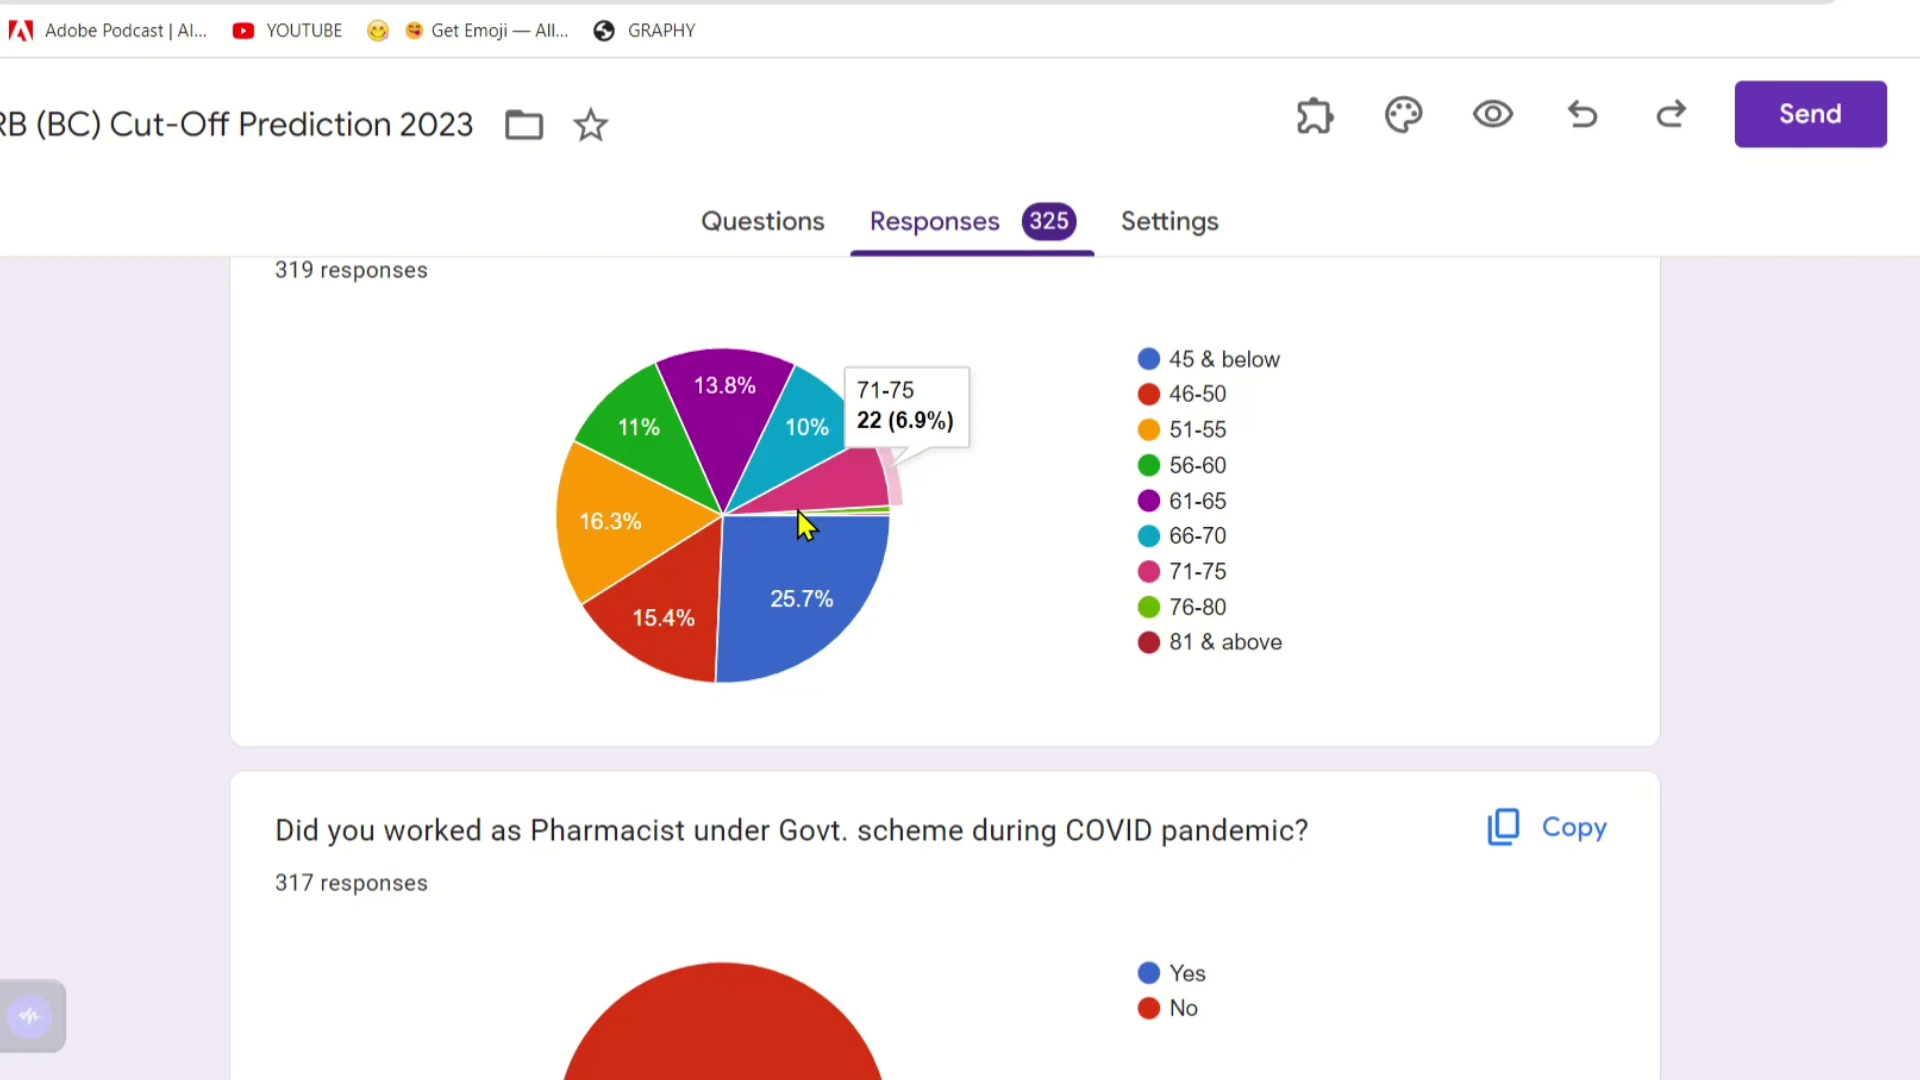 Adobe Podcast | AI... YOUTUBE Get Emoji — All... GRAPHY
RB (BC) Cut-Off Prediction 2023
Send
Questions Responses 325 Settings
319 responses
13.8%
11%
10%
16.3%
15.4%
25.7%
71-75
22 (6.9%)
45 & below
46-50
51-55
56-60
61-65
66-70
71-75
76-80
81 & above
Did you worked as Pharmacist under Govt. scheme during COVID pandemic?
Copy
317 responses
Yes
No